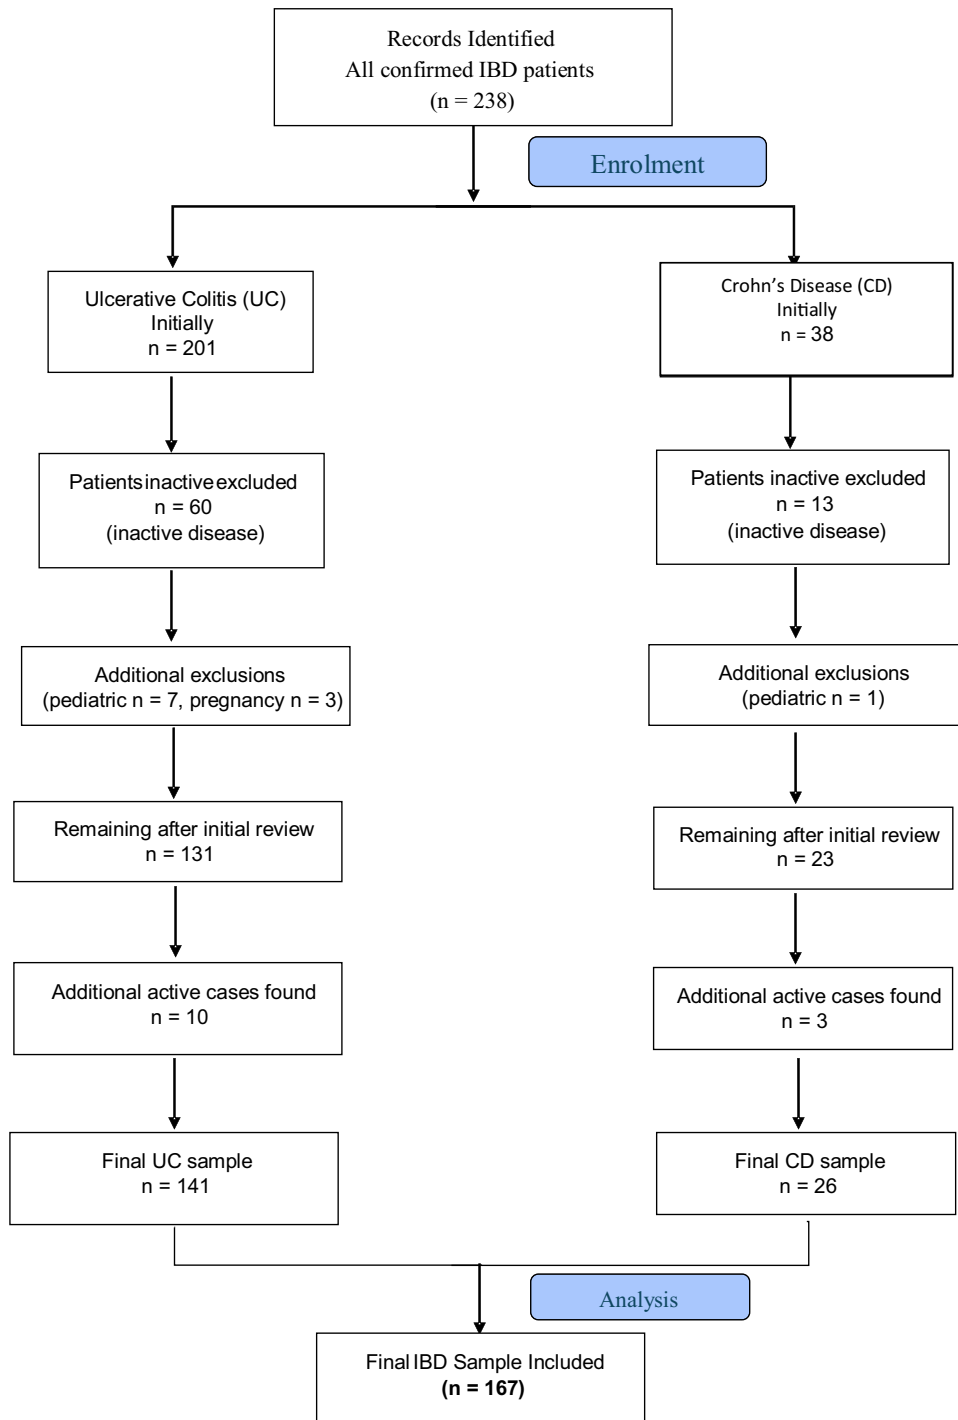 Records Identified
All confirmed IBD patients
(n = 238)
Enrolment
Ulcerative Colitis (UC)
Initially
n = 201
Crohn's Disease (CD)
Initially
n = 38
Patients inactive excluded
n = 60
(inactive disease)
Patients inactive excluded
n = 13
(inactive disease)
Additional exclusions
(pediatric n = 7, pregnancy n = 3)
Additional exclusions
(pediatric n = 1)
Remaining after initial review
n = 131
Remaining after initial review
n = 23
Additional active cases found
n = 10
Additional active cases found
n = 3
Final UC sample
n = 141
Final CD sample
n = 26
Analysis
Final IBD Sample Included
(n = 167)